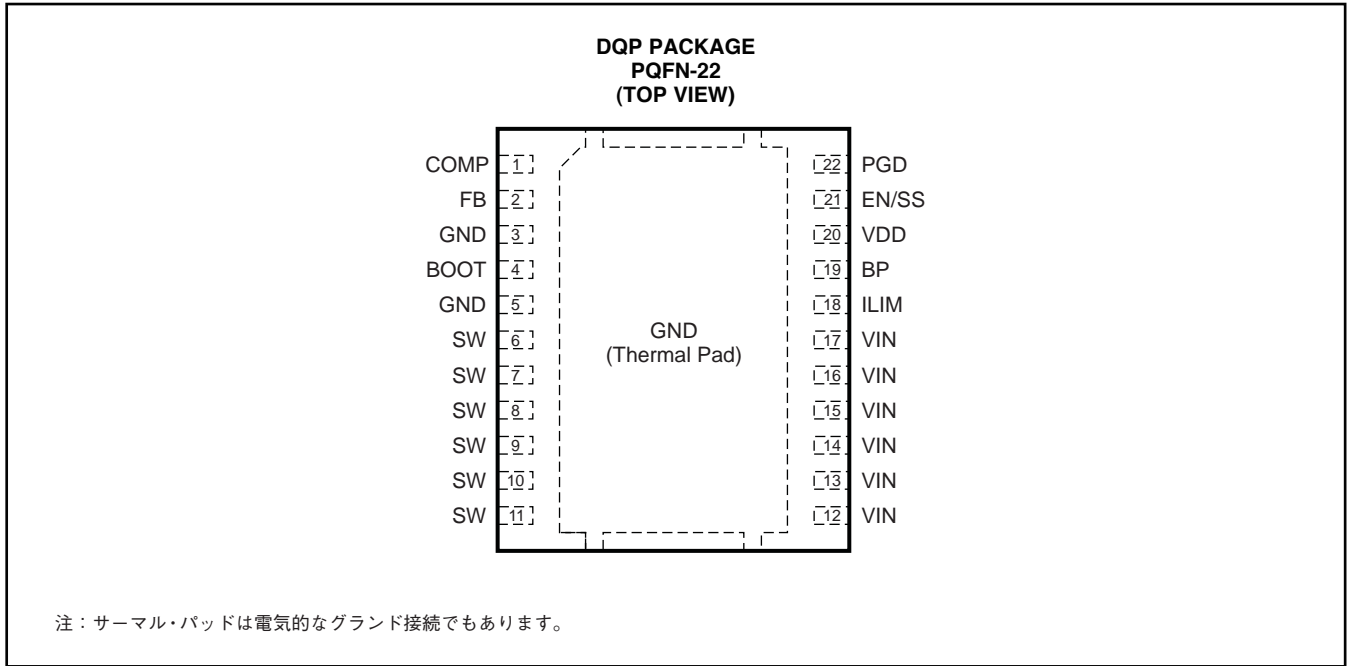 DQP PACKAGE
PQFN-22
(TOP VIEW)
COMP 1
FB 2
GND 3
BOOT 4
GND 5
SW 6
SW 7
SW 8
SW 9
SW 10
SW 11
GND
(Thermal Pad)
22 PGD
21 EN/SS
20 VDD
19 BP
18 ILIM
17 VIN
16 VIN
15 VIN
14 VIN
13 VIN
12 VIN
注：サーマル・パッドは電気的なグランド接続でもあります。